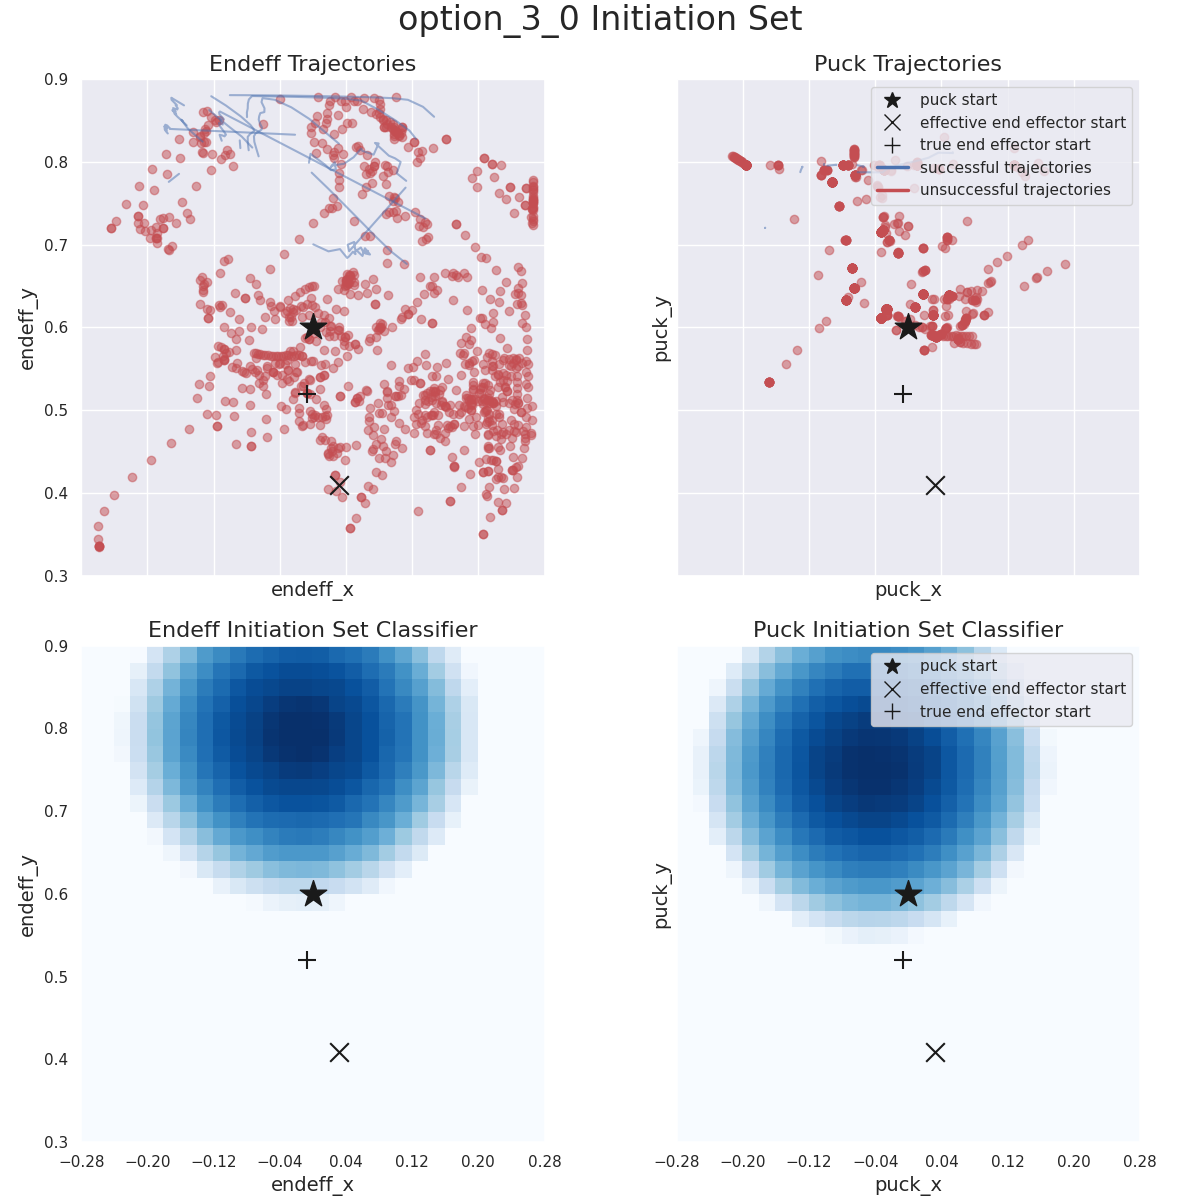 option_3_0 Initiation Set
Endeff Trajectories
Puck Trajectories
0.9
0.8
0.7
0.6
0.5
0.4
0.3
endeff_y
endeff_x
puck_y
puck_x
puck start
effective end effector start
true end effector start
successful trajectories
unsuccessful trajectories
Endeff Initiation Set Classifier
Puck Initiation Set Classifier
0.9
0.8
0.7
0.6
0.5
0.4
0.3
endeff_y
−0.28 −0.20 −0.12 −0.04 0.04 0.12 0.20 0.28
endeff_x
puck_y
puck start
effective end effector start
true end effector start
−0.28 −0.20 −0.12 −0.04 0.04 0.12 0.20 0.28
puck_x